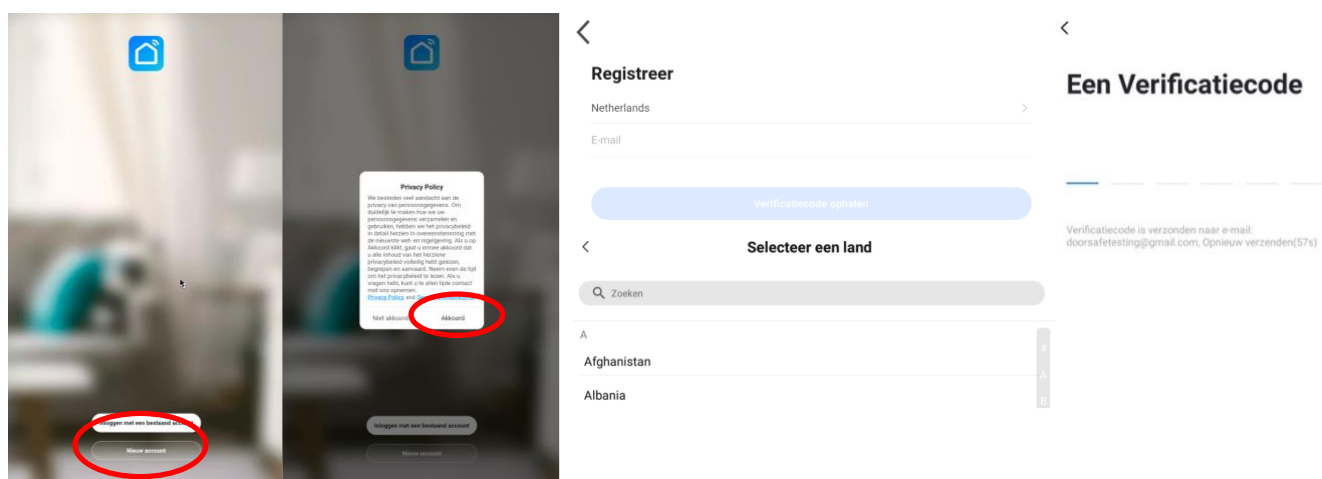 Inloggen met een bestaand account
Nieuw account
Privacy Policy
We besteden veel aandacht aan de
privacy van persoonsgegevens. Om
duidelijk te maken hoe we uw
persoonsgegevens verzamelen en
gebruiken, hebben we het privacybeleid
in detail herzien in overeenstemming met
de nieuwste wet- en regelgeving. Als u op
Akkoord klikt, gaat u ermee akkoord dat
u alle inhoud van het herziene
privacybeleid volledig hebt gelezen,
begrepen en aanvaard. Neem even de tijd
om het privacybeleid te lezen. Als u
vragen hebt, kunt u te allen tijde contact
met ons opnemen.
Privacy Policy and
Niet akkoord Akkoord
Inloggen met een bestaand account
Nieuw account
Registreer
Netherlands
E-mail
Verificatiecode ophalen
Selecteer een land
Zoeken
A
Afghanistan
Albania
#
A
B
Een Verificatiecode
Verificatiecode is verzonden naar e-mail:
doorsafetesting@gmail.com, Opnieuw verzenden(57s)